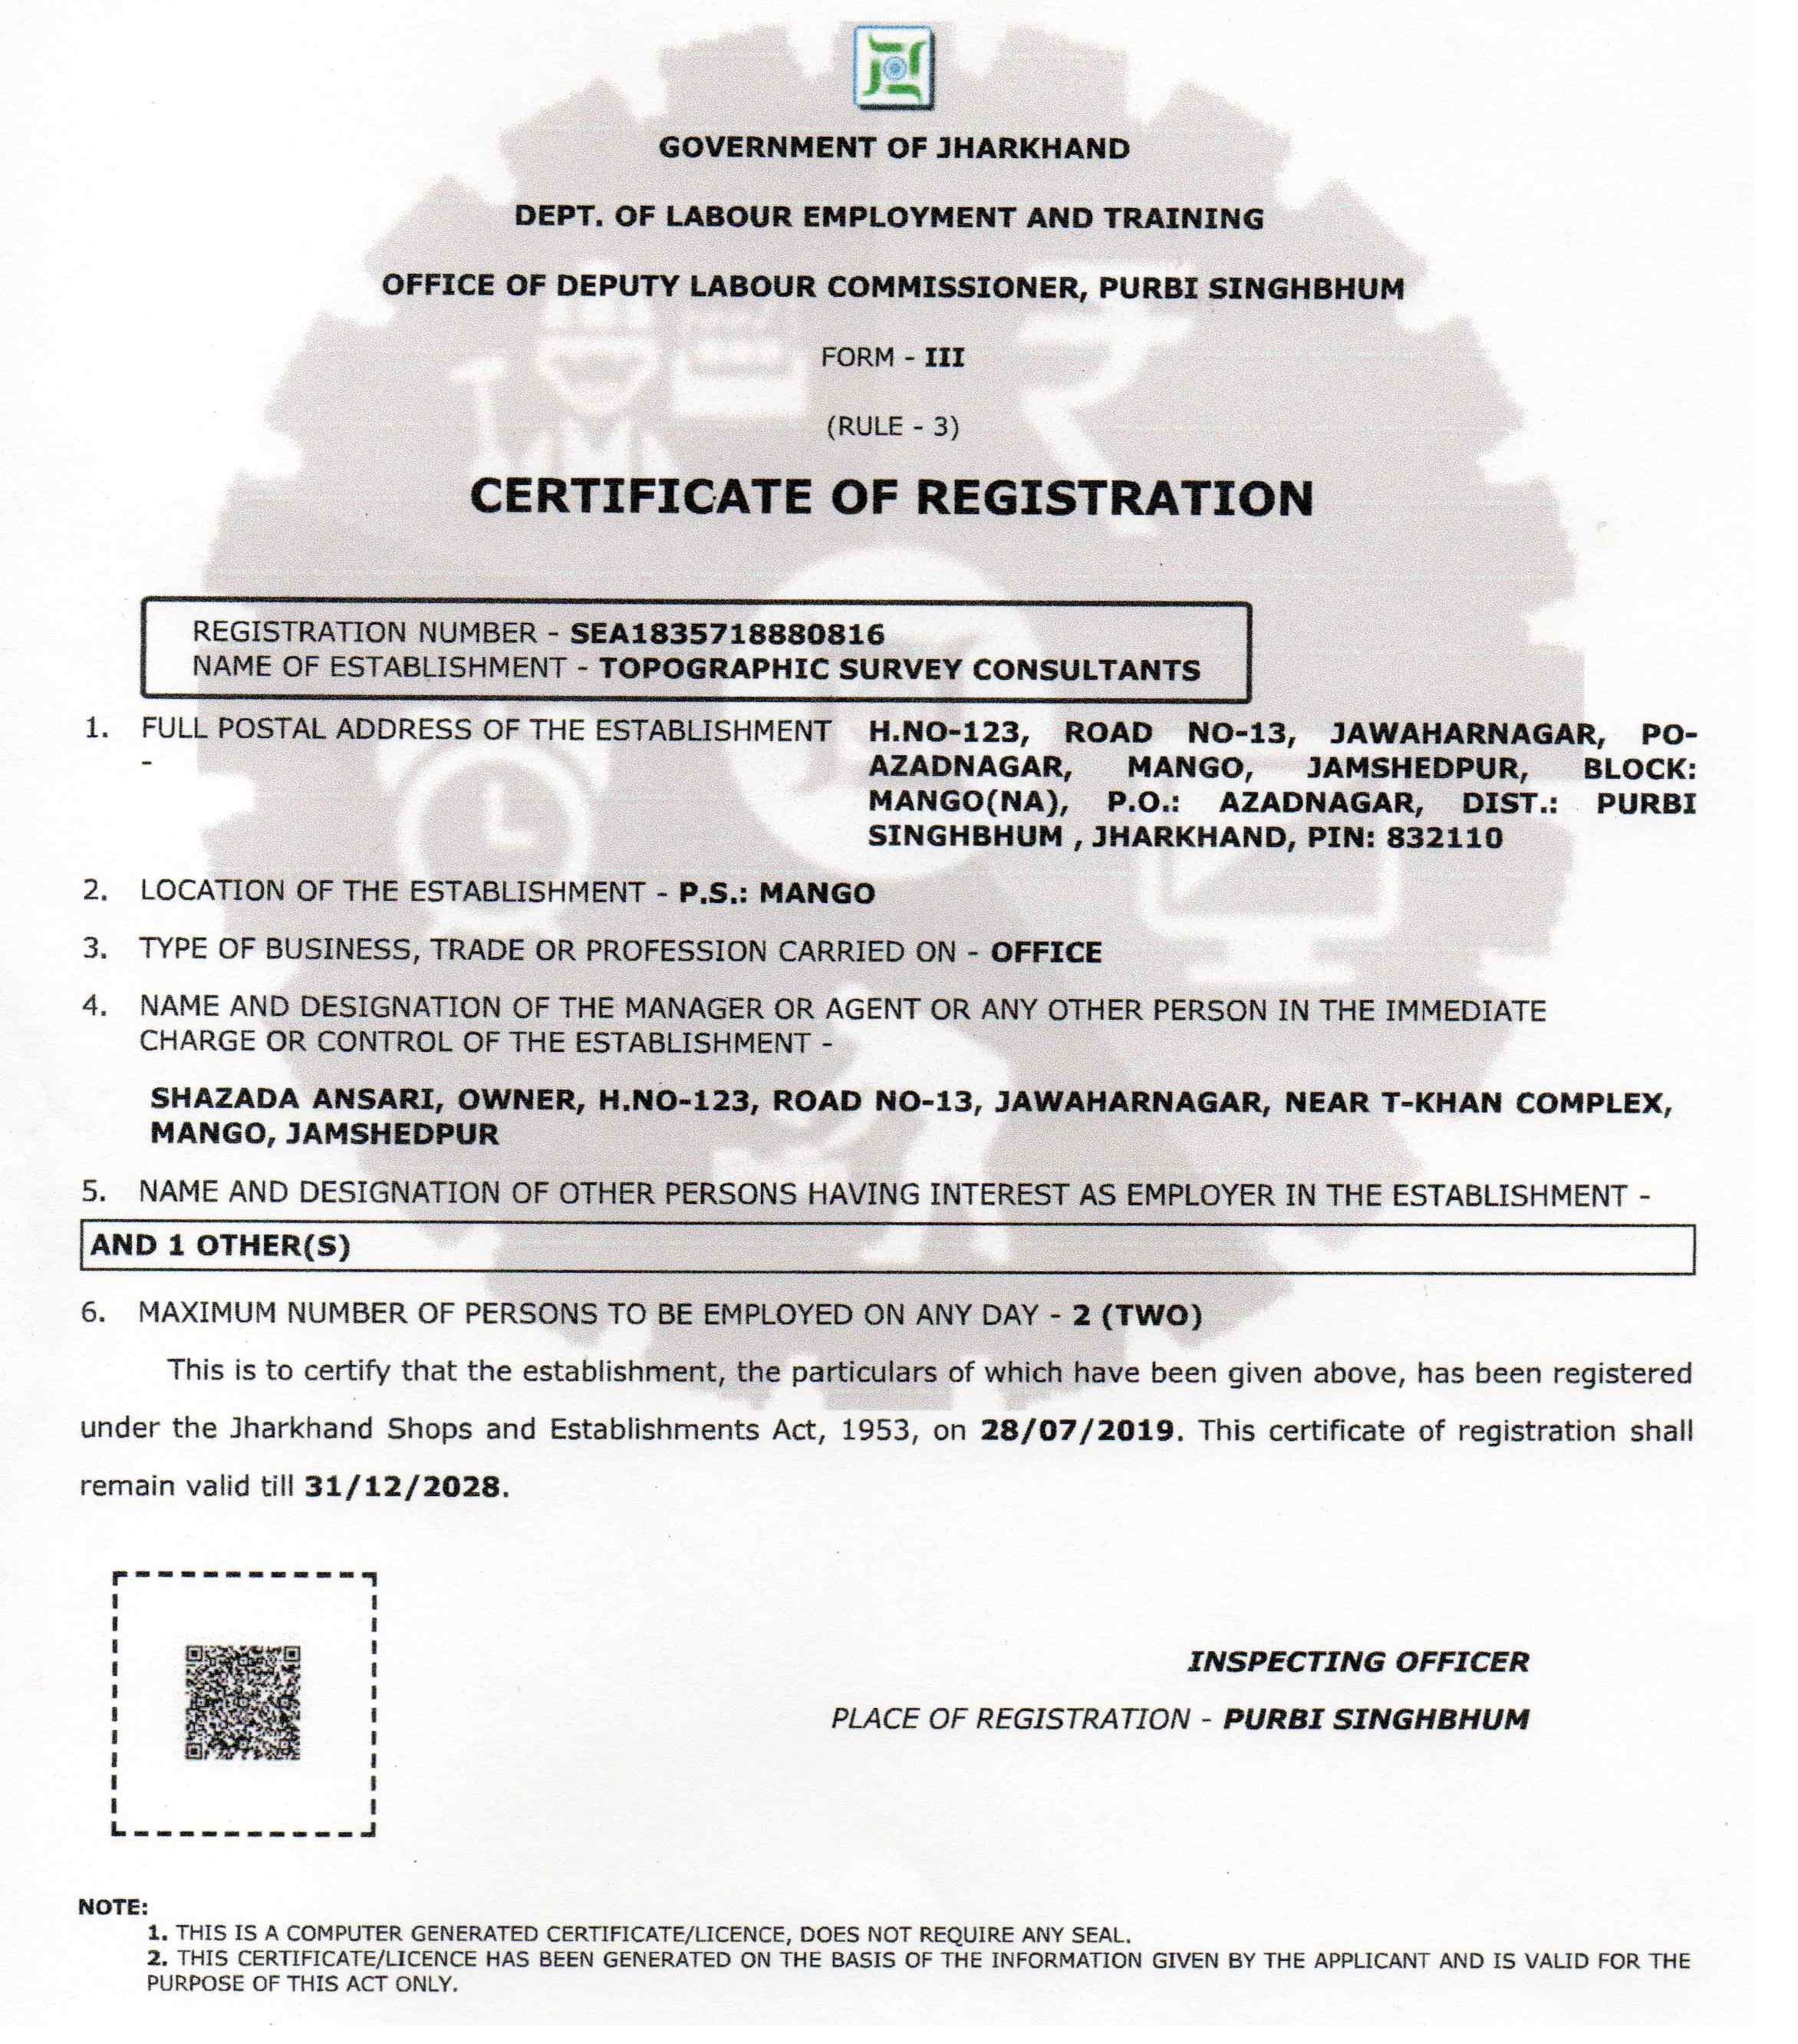 GOVERNMENT OF JHARKHAND
DEPT. OF LABOUR EMPLOYMENT AND TRAINING
OFFICE OF DEPUTY LABOUR COMMISSIONER, PURBI SINGHBHUM
FORM - III
(RULE - 3)
CERTIFICATE OF REGISTRATION
REGISTRATION NUMBER - SEA1835718880816
NAME OF ESTABLISHMENT - TOPOGRAPHIC SURVEY CONSULTANTS
1. FULL POSTAL ADDRESS OF THE ESTABLISHMENT -
H.NO-123, ROAD NO-13, JAWAHARNAGAR, PO-
AZADNAGAR, MANGO, JAMSHEDPUR, BLOCK:
MANGO(NA), P.O.: AZADNAGAR, DIST.: PURBI
SINGHBHUM , JHARKHAND, PIN: 832110
2. LOCATION OF THE ESTABLISHMENT - P.S.: MANGO
3. TYPE OF BUSINESS, TRADE OR PROFESSION CARRIED ON - OFFICE
4. NAME AND DESIGNATION OF THE MANAGER OR AGENT OR ANY OTHER PERSON IN THE IMMEDIATE
CHARGE OR CONTROL OF THE ESTABLISHMENT -
SHAZADA ANSARI, OWNER, H.NO-123, ROAD NO-13, JAWAHARNAGAR, NEAR T-KHAN COMPLEX,
MANGO, JAMSHEDPUR
5. NAME AND DESIGNATION OF OTHER PERSONS HAVING INTEREST AS EMPLOYER IN THE ESTABLISHMENT -
AND 1 OTHER(S)
6. MAXIMUM NUMBER OF PERSONS TO BE EMPLOYED ON ANY DAY - 2 (TWO)
This is to certify that the establishment, the particulars of which have been given above, has been registered
under the Jharkhand Shops and Establishments Act, 1953, on 28/07/2019. This certificate of registration shall
remain valid till 31/12/2028.
INSPECTING OFFICER
PLACE OF REGISTRATION - PURBI SINGHBHUM
NOTE:
1. THIS IS A COMPUTER GENERATED CERTIFICATE/LICENCE, DOES NOT REQUIRE ANY SEAL.
2. THIS CERTIFICATE/LICENCE HAS BEEN GENERATED ON THE BASIS OF THE INFORMATION GIVEN BY THE APPLICANT AND IS VALID FOR THE
PURPOSE OF THIS ACT ONLY.